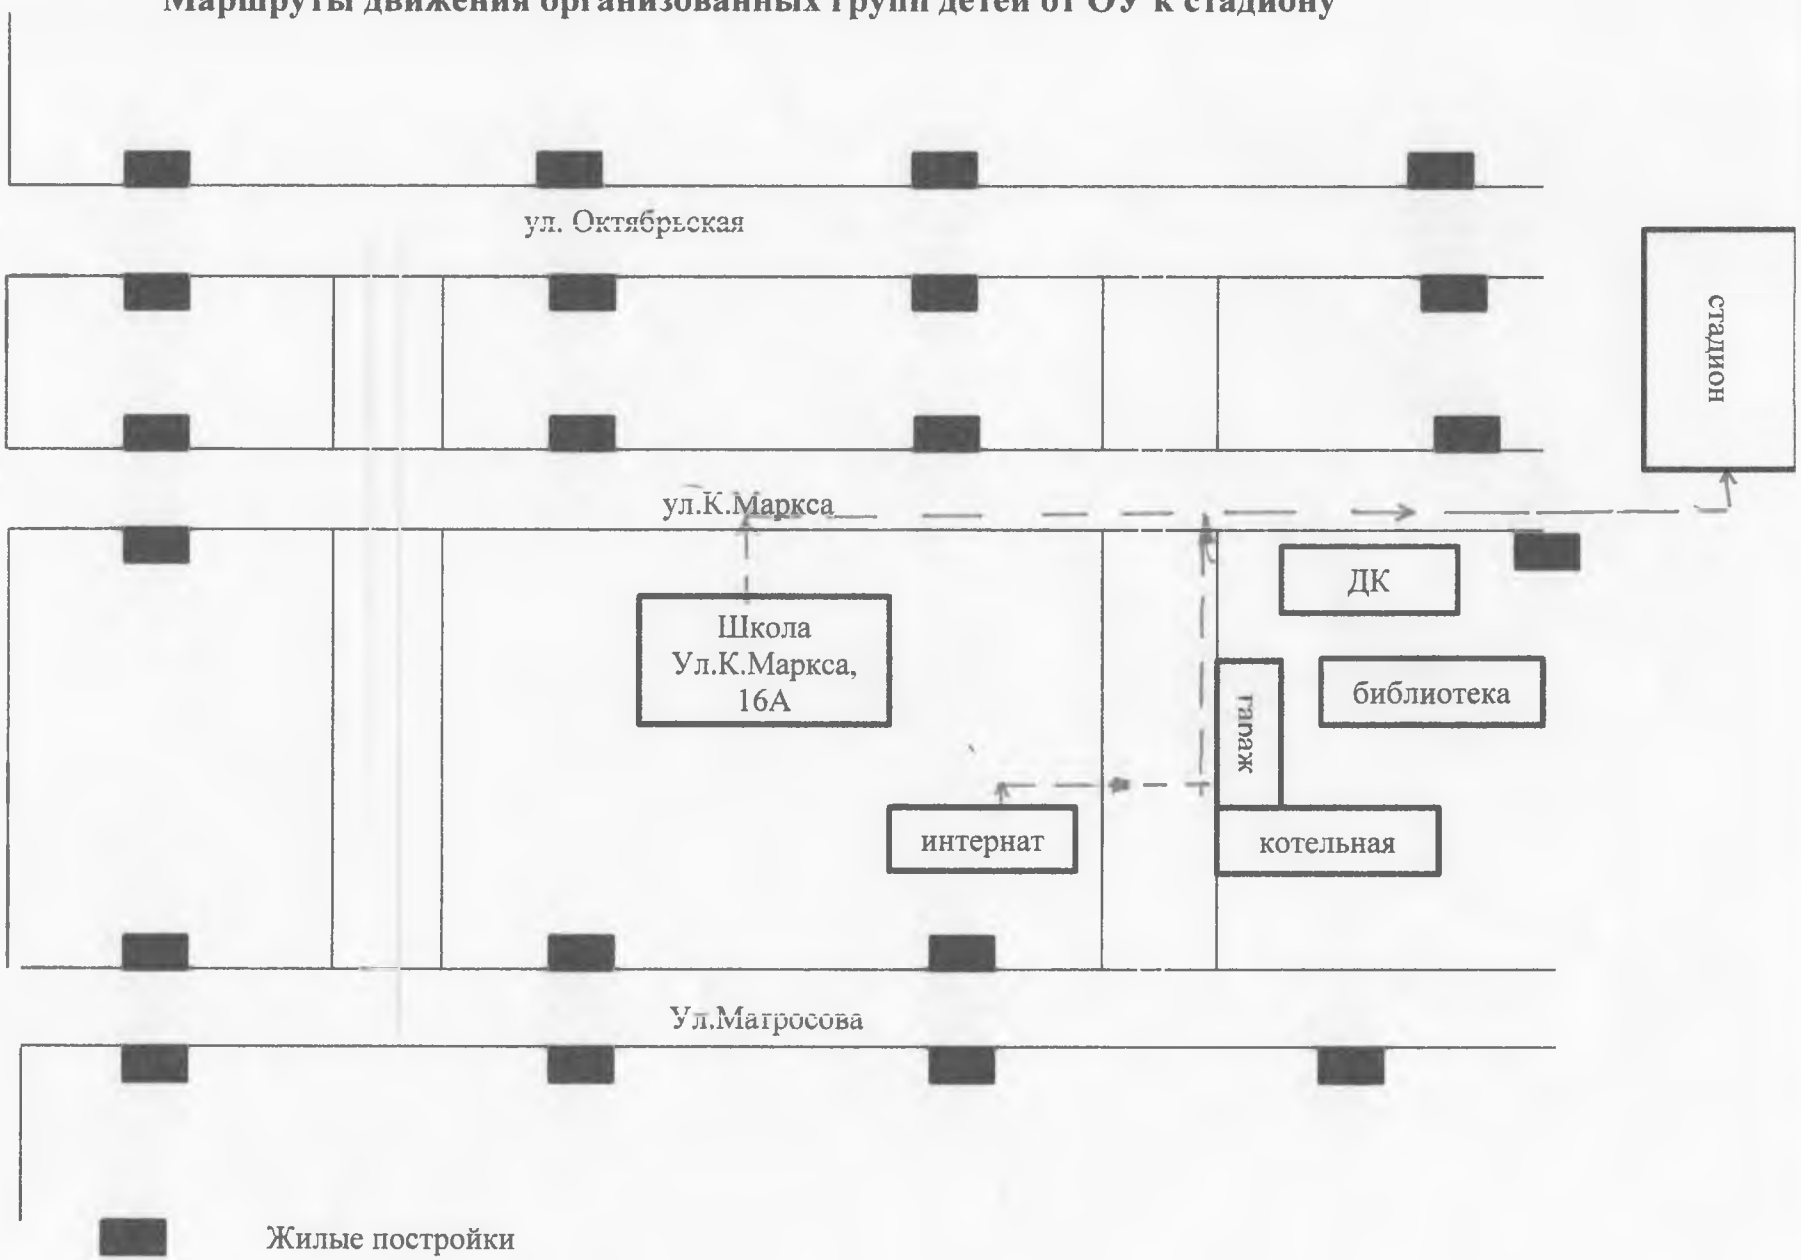 Маршруты движения организованных групп детей от ОУ к стадиону
ул. Октябрьская
стадион
ул.К.Маркса
ДК
Школа
Ул.К.Маркса,
16А
библиотека
гараж
интернат
котельная
Ул.Матросова
Жилые постройки